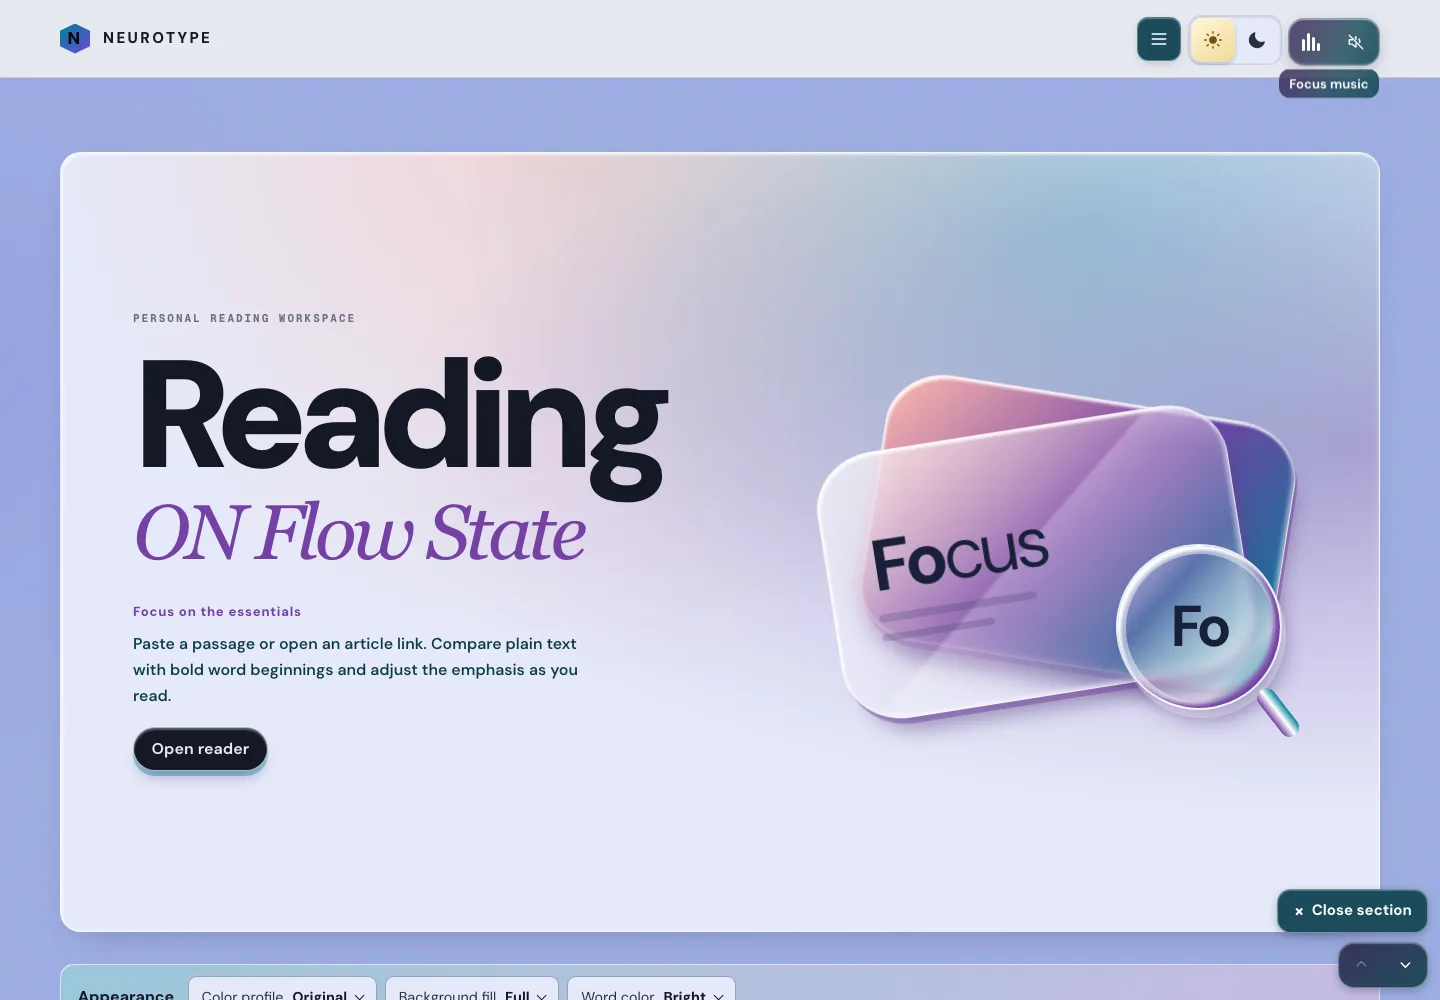 N NEUROTYPE
Focus music
PERSONAL READING WORKSPACE
Reading
ON Flow State
Focus on the essentials
Paste a passage or open an article link. Compare plain text
with bold word beginnings and adjust the emphasis as you
read.
Open reader
Focus
Fo
× Close section
Appearance Color profile Original Background fill Full Word color Bright